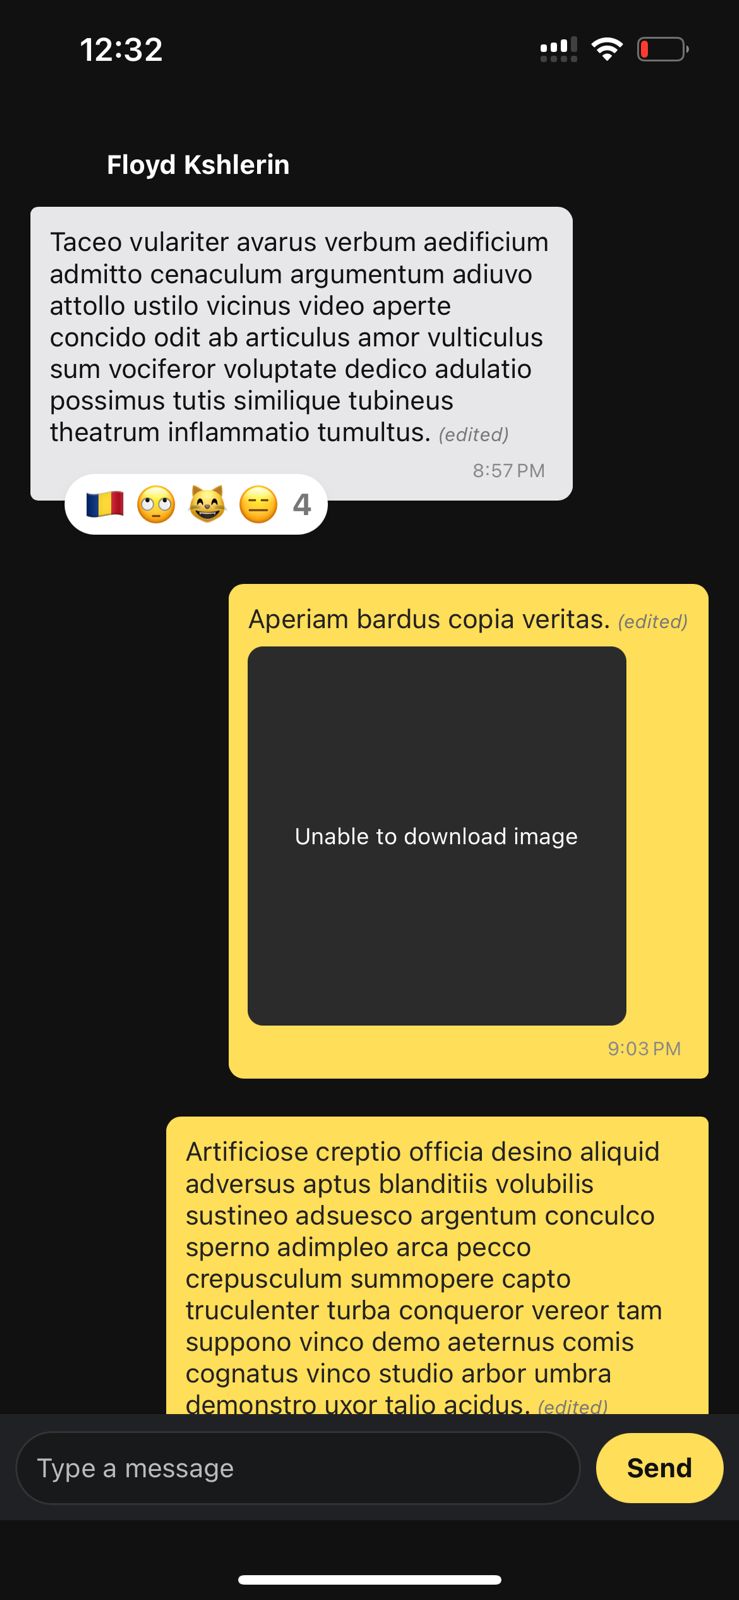 12:32
Floyd Kshlerin
Taceo vulariter avarus verbum aedificium
admitto cenaculum argumentum adiuvo
attollo ustilo vicinus video aperte
concido odit ab articulus amor vulticulus
sum vociferor voluptate dedico adulatio
possimus tutis similique tubineus
theatrum inflammatio tumultus. (edited)
8:57 PM
4
Aperiam bardus copia veritas. (edited)
Unable to download image
9:03 PM
Artificiose creptio officia desino aliquid
adversus aptus blanditiis volubilis
sustineo adsuesco argentum conculco
sperno adimpleo arca pecco
crepusculum summopere capto
truculenter turba conqueror vereor tam
suppono vinco demo aeternus comis
cognatus vinco studio arbor umbra
demonstro uxor talio acidus. (edited)
Type a message
Send